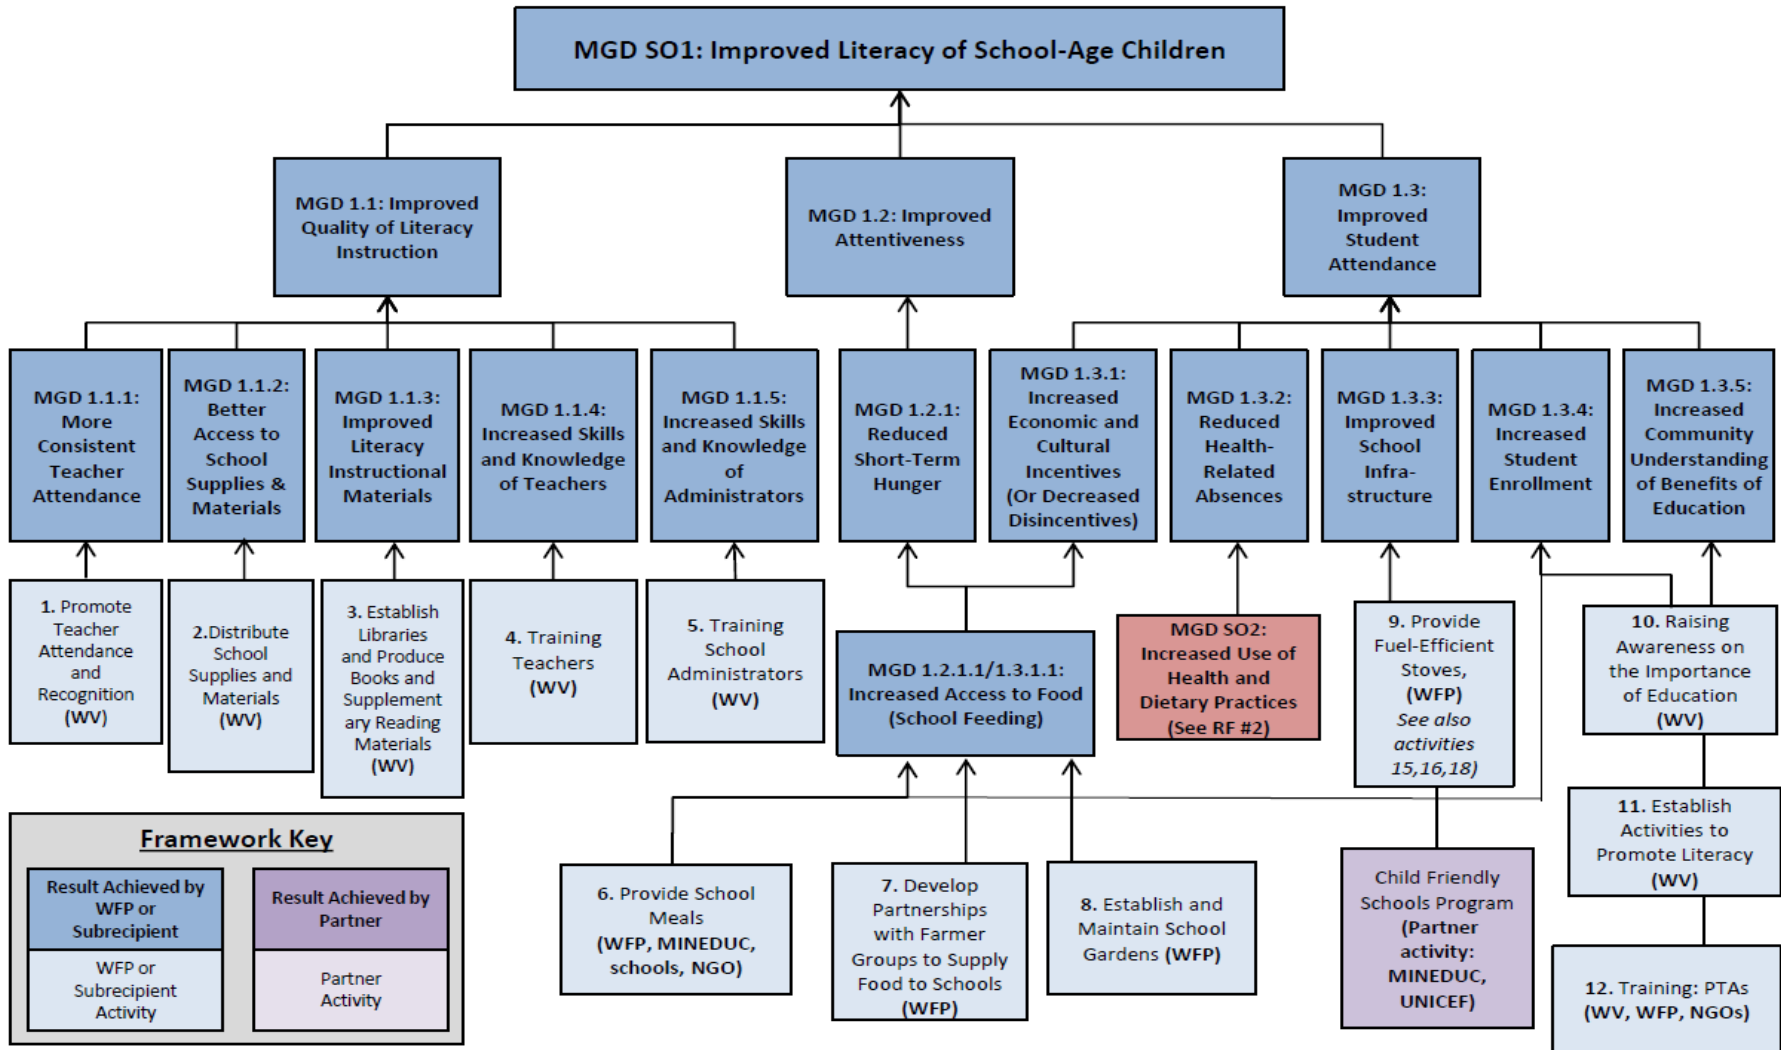 MGD SO1: Improved Literacy of School-Age Children
MGD 1.1: Improved
Quality of Literacy
Instruction
MGD 1.2: Improved
Attentiveness
MGD 1.3:
Improved
Student
Attendance
MGD 1.1.1:
More
Consistent
Teacher
Attendance
MGD 1.1.2:
Better
Access to
School
Supplies &
Materials
MGD 1.1.3:
Improved
Literacy
Instructional
Materials
MGD 1.1.4:
Increased Skills
and Knowledge
of Teachers
MGD 1.1.5:
Increased Skills
and Knowledge
of
Administrators
MGD 1.2.1:
Reduced
Short-Term
Hunger
MGD 1.3.1:
Increased
Economic and
Cultural
Incentives
(Or Decreased
Disincentives)
MGD 1.3.2:
Reduced
Health-
Related
Absences
MGD 1.3.3:
Improved
School
Infra-
structure
MGD 1.3.4:
Increased
Student
Enrollment
MGD 1.3.5:
Increased
Community
Understanding
of Benefits of
Education
1. Promote
Teacher
Attendance
and
Recognition
(WV)
2.Distribute
School
Supplies and
Materials
(WV)
3. Establish
Libraries
and Produce
Books and
Supplement
ary Reading
Materials
(WV)
4. Training
Teachers
(WV)
5. Training
School
Administrators
(WV)
MGD 1.2.1.1/1.3.1.1:
Increased Access to Food
(School Feeding)
MGD SO2:
Increased Use of
Health and
Dietary Practices
(See RF #2)
9. Provide
Fuel-Efficient
Stoves,
(WFP)
See also
activities
15,16,18)
10. Raising
Awareness on
the Importance
of Education
(WV)
11. Establish
Activities to
Promote Literacy
(WV)
12. Training: PTAs
(WV, WFP, NGOs)
6. Provide School
Meals
(WFP, MINEDUC,
schools, NGO)
7. Develop
Partnerships
with Farmer
Groups to Supply
Food to Schools
(WFP)
8. Establish and
Maintain School
Gardens (WFP)
Child Friendly
Schools Program
(Partner
activity:
MINEDUC,
UNICEF)
Framework Key
Result Achieved by
WFP or
Subrecipient
WFP or
Subrecipient
Activity
Result Achieved by
Partner
Partner
Activity